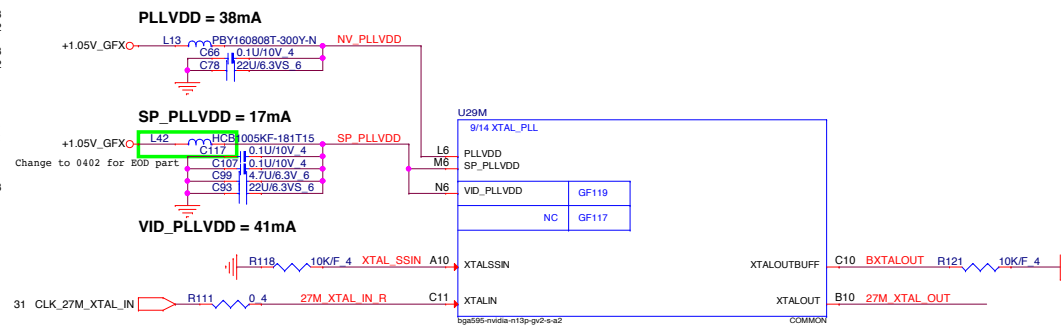 PLLVDD = 38mA
+1.05V_GFX L13 PBY160808T-300Y-N NV_PLLVDD
C66 0.1U/10V_4
C78 22U/6.3VS_6
SP_PLLVDD = 17mA
+1.05V_GFX L42 HCB1005KF-181T15 SP_PLLVDD
Change to 0402 for EOD part
C117 0.1U/10V_4
C107 0.1U/10V_4
C99 4.7U/6.3V_6
C93 22U/6.3VS_6
VID_PLLVDD = 41mA
U29M
9/14 XTAL_PLL
L6 PLLVDD
M6 SP_PLLVDD
N6 VID_PLLVDD GF119
NC GF117
R118 10K/F_4 XTAL_SSIN A10 XTALSSIN
XTALOUTBUFF C10 BXTALOUT R121 10K/F_4
31 CLK_27M_XTAL_IN R111 0_4 27M_XTAL_IN_R C11 XTALIN
XTALOUT B10 27M_XTAL_OUT
bga595-nvidia-n13p-gv2-s-a2 COMMON